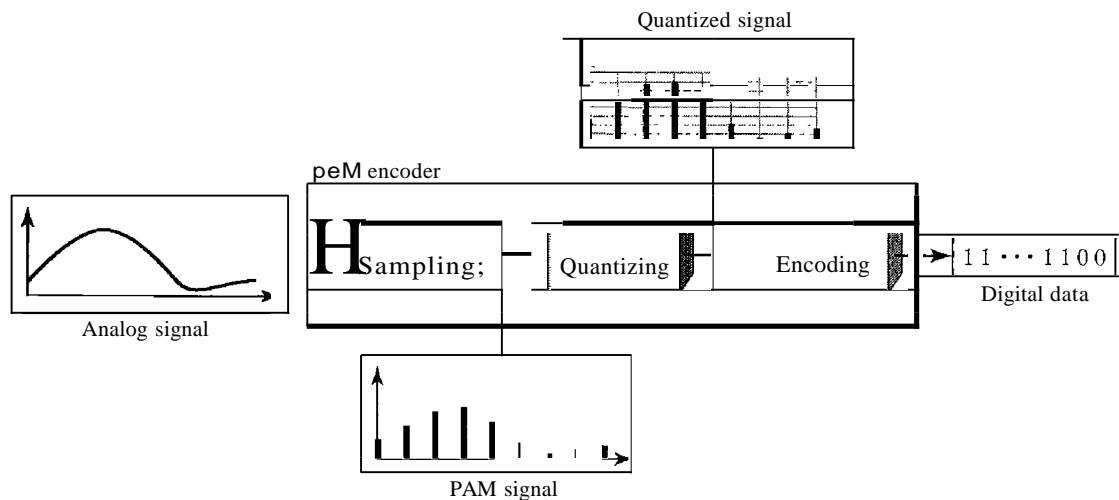 Quantized signal
peM encoder
H
Sampling;
Quantizing
Encoding
11 ••• 1100
Digital data
Analog signal
PAM signal